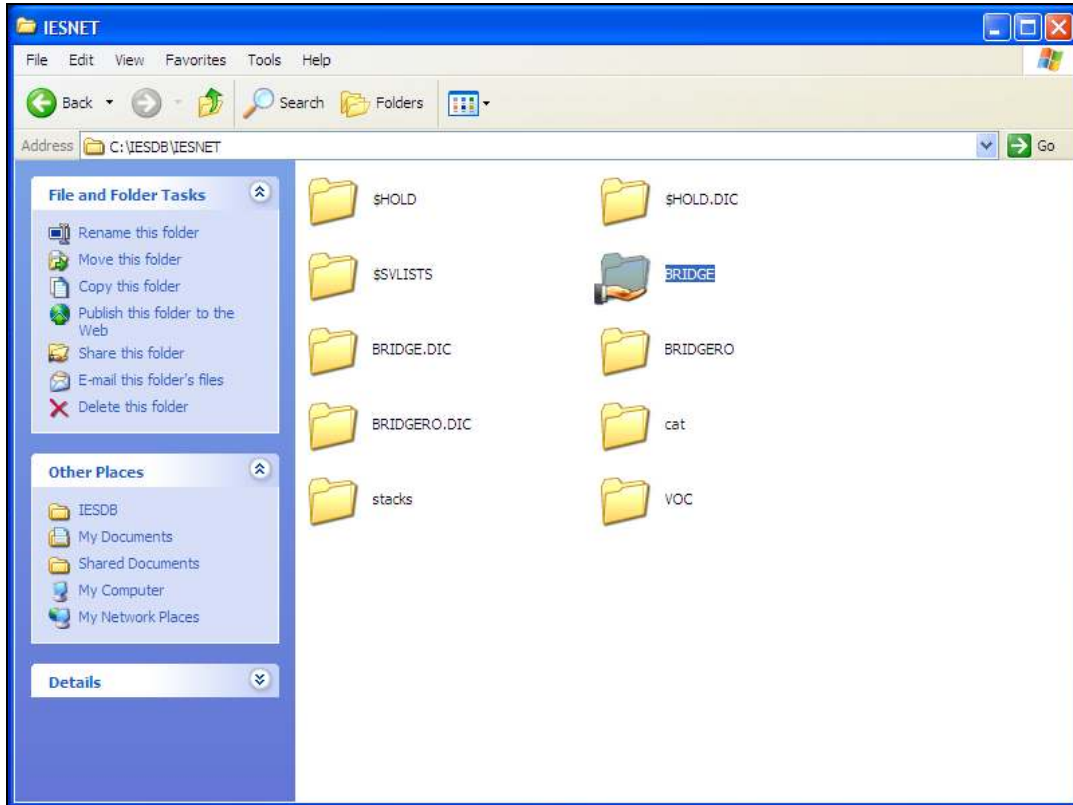 IESNET
File Edit View Favorites Tools Help
Back Search Folders
Address C:\IESDB\IESNET Go
File and Folder Tasks
Rename this folder
Move this folder
Copy this folder
Publish this folder to the
Web
Share this folder
E-mail this folder's files
Delete this folder
Other Places
IESDB
My Documents
Shared Documents
My Computer
My Network Places
Details
$HOLD $HOLD.DIC
$SVLISTS BRIDGE
BRIDGE.DIC BRIDGERO
BRIDGERO.DIC cat
stacks VOC